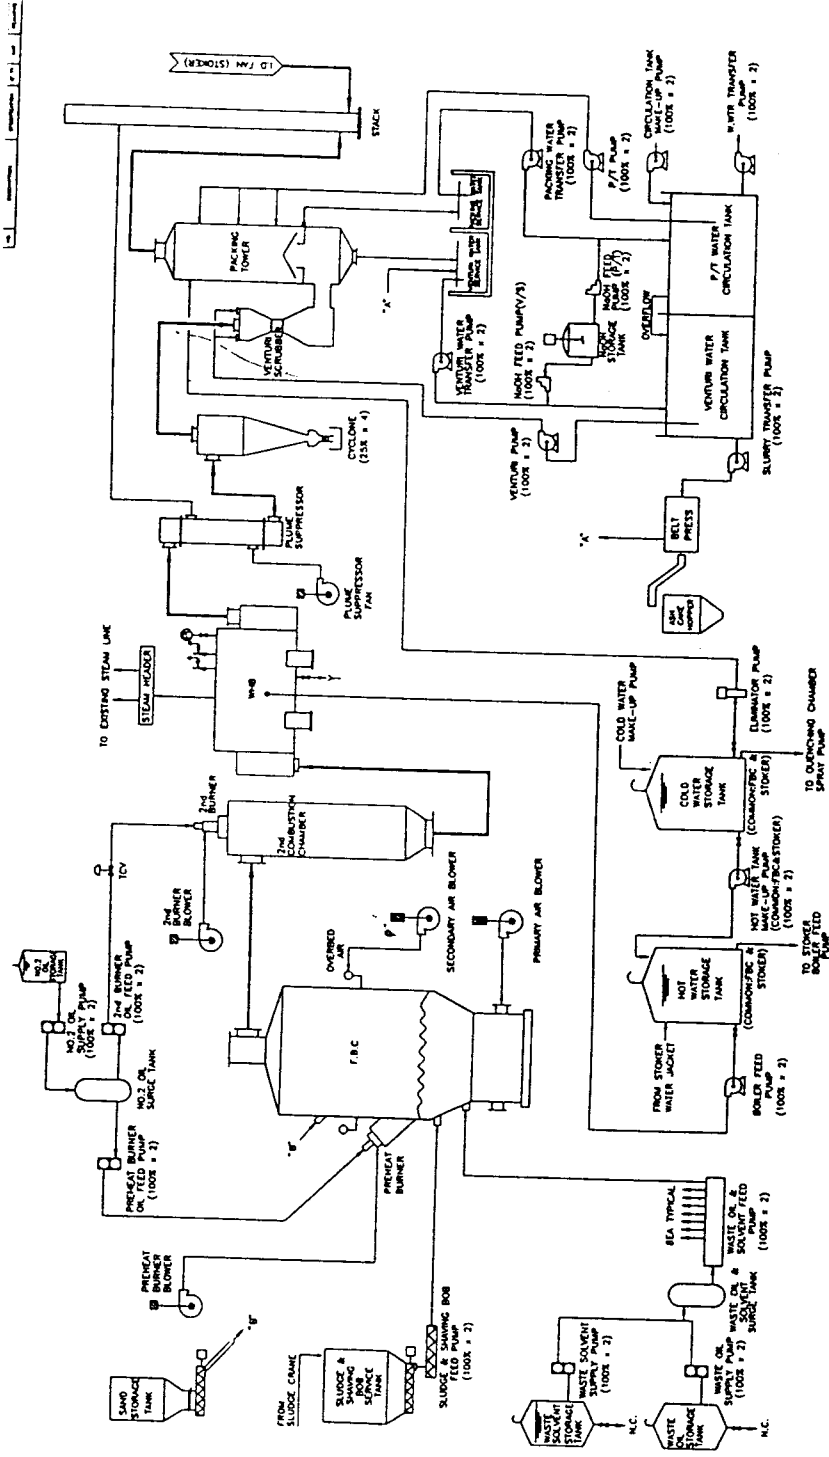 I.D FAN (STOKER)
STACK
PACKING
TOWER
VENTURI
SCRUBBER
CYCLONE
(25% x 4)
PLUME
SUPPRESSOR
PLUME
SUPPRESSOR
FAN
TO EXISTING STEAM LINE
STEAM HEADER
WHB
2nd
BURNER
2nd
COMBUSTION
CHAMBER
TCV
2nd
BURNER
BLOWER
NO.2
OIL
STORAGE
TANK
NO.2 OIL
SUPPLY PUMP
(100% x 2)
2nd BURNER
OIL FEED PUMP
(100% x 2)
NO.2 OIL
SURGE TANK
PREHEAT BURNER
OIL FEED PUMP
(100% x 2)
PREHEAT
BURNER
BLOWER
SAND
STORAGE
TANK
"B"
FROM
SLUDGE CRANE
SLUDGE &
SHAVING
BOB
SERVICE
TANK
SLUDGE & SHAVING BOB
FEED PUMP
(100% x 2)
"B"
PREHEAT
BURNER
F.B.C
OVERBED
AIR
SECONDARY AIR BLOWER
PRIMARY AIR BLOWER
VENTURI WATER
SERVICE TANK
"A"
VENTURI WATER
TRANSFER PUMP
(100% x 2)
PACKING WATER
TRANSFER PUMP
(100% x 2)
P/T PUMP
(100% x 2)
CIRCULATION TANK
MAKE-UP PUMP
(100% x 2)
W.WTR TRANSFER
PUMP
(100% x 2)
NaOH FEED
PUMP (P/T)
(100% x 2)
NaOH FEED PUMP(V/S)
(100% x 2)
NaOH
STORAGE
TANK
OVERFLOW
P/T WATER
CIRCULATION TANK
VENTURI WATER
CIRCULATION TANK
VENTURI PUMP
(100% x 2)
SLURRY TRANSFER PUMP
(100% x 2)
BELT
PRESS
"A"
ASH
CAKE
HOPPER
COLD WATER
MAKE-UP PUMP
ELIMINATOR PUMP
(100% x 2)
COLD WATER
STORAGE
TANK
(COMMON:FBC &
STOKER)
TO QUENCHING CHAMBER
SPRAY PUMP
HOT WATER TANK
MAKE-UP PUMP
(COMMON:FBC&STOKER)
(100% x 2)
HOT WATER
STORAGE
TANK
(COMMON:FBC &
STOKER)
TO STOKER
BOILER FEED
PUMP
FROM STOKER
WATER JACKET
BOILER FEED
PUMP
(100% x 2)
8EA TYPICAL
WASTE OIL &
SOLVENT FEED
PUMP
(100% x 2)
WASTE OIL &
SOLVENT
SURGE TANK
WASTE SOLVENT
SUPPLY PUMP
(100% x 2)
WASTE OIL
SUPPLY PUMP
(100% x 2)
WASTE
SOLVENT
STORAGE
TANK
N.C.
WASTE
OIL
STORAGE
TANK
N.C.